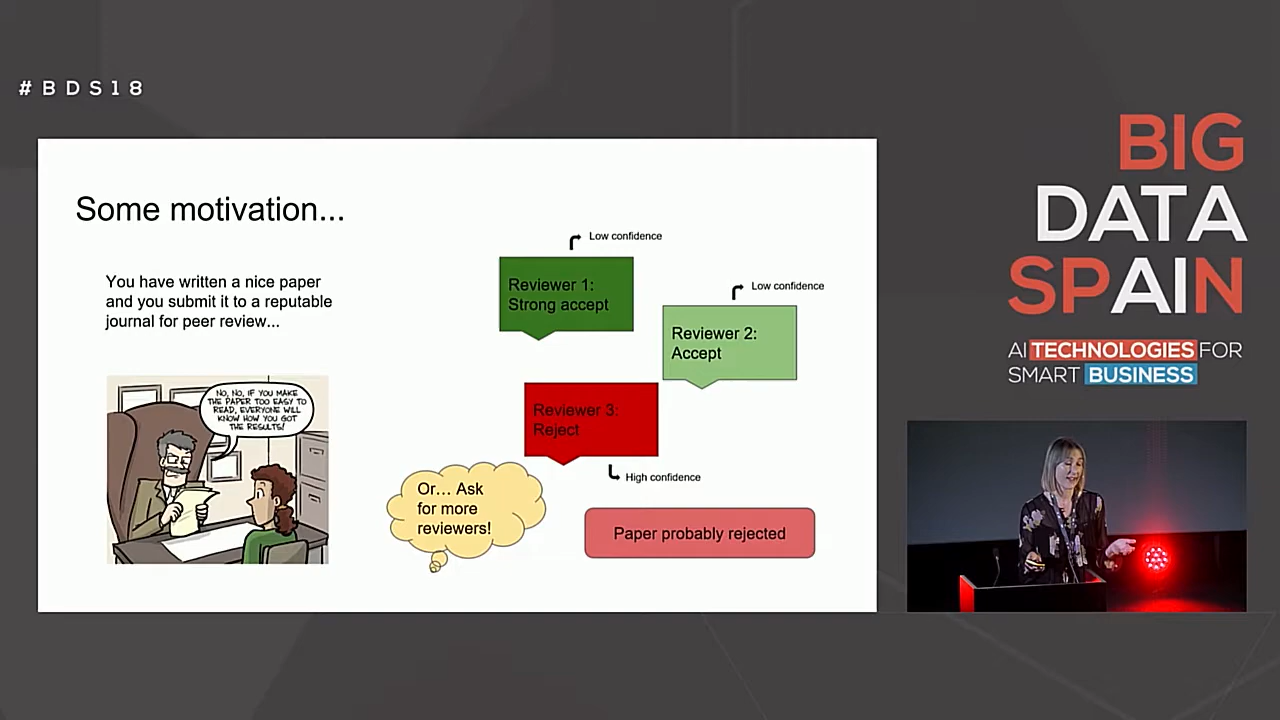 #BDS18
Some motivation...
You have written a nice paper
and you submit it to a reputable
journal for peer review...
NO, NO, IF YOU MAKE
THE PAPER TOO EASY TO
READ, EVERYONE WILL
KNOW HOW YOU GOT
THE RESULTS!
Low confidence
Reviewer 1:
Strong accept
Low confidence
Reviewer 2:
Accept
Reviewer 3:
Reject
High confidence
Or... Ask
for more
reviewers!
Paper probably rejected
BIG
DATA
SPAIN
AI TECHNOLOGIES FOR
SMART BUSINESS